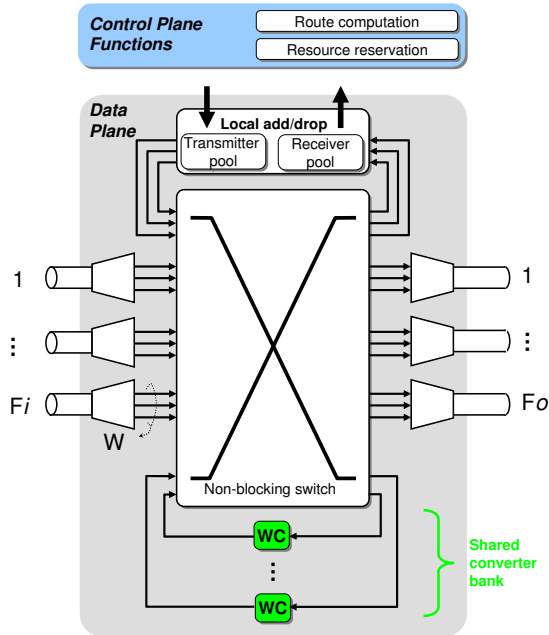 Control Plane
Functions
Route computation
Resource reservation
Data
Plane
Local add/drop
Transmitter
pool
Receiver
pool
1
1
⋮
⋮
Fi
Fo
W
Non-blocking switch
WC
⋮
WC
Shared
converter
bank